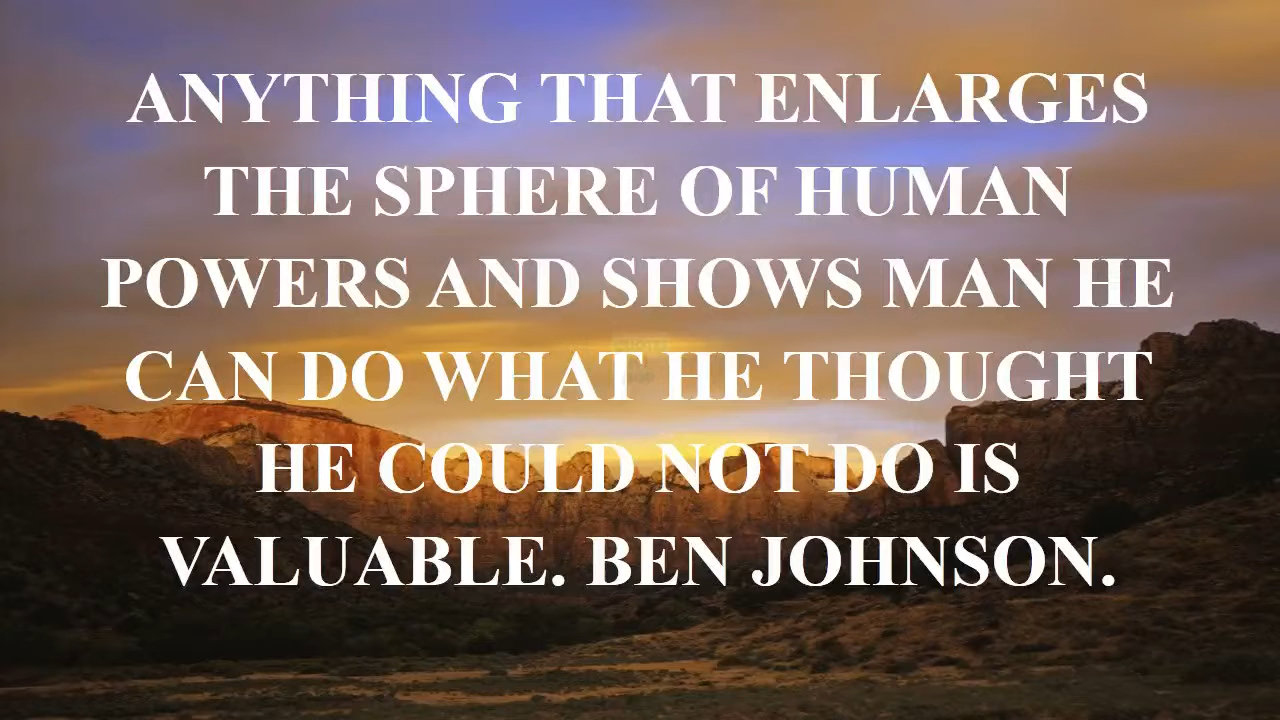 ANYTHING THAT ENLARGES
THE SPHERE OF HUMAN
POWERS AND SHOWS MAN HE
CAN DO WHAT HE THOUGHT
HE COULD NOT DO IS
VALUABLE. BEN JOHNSON.